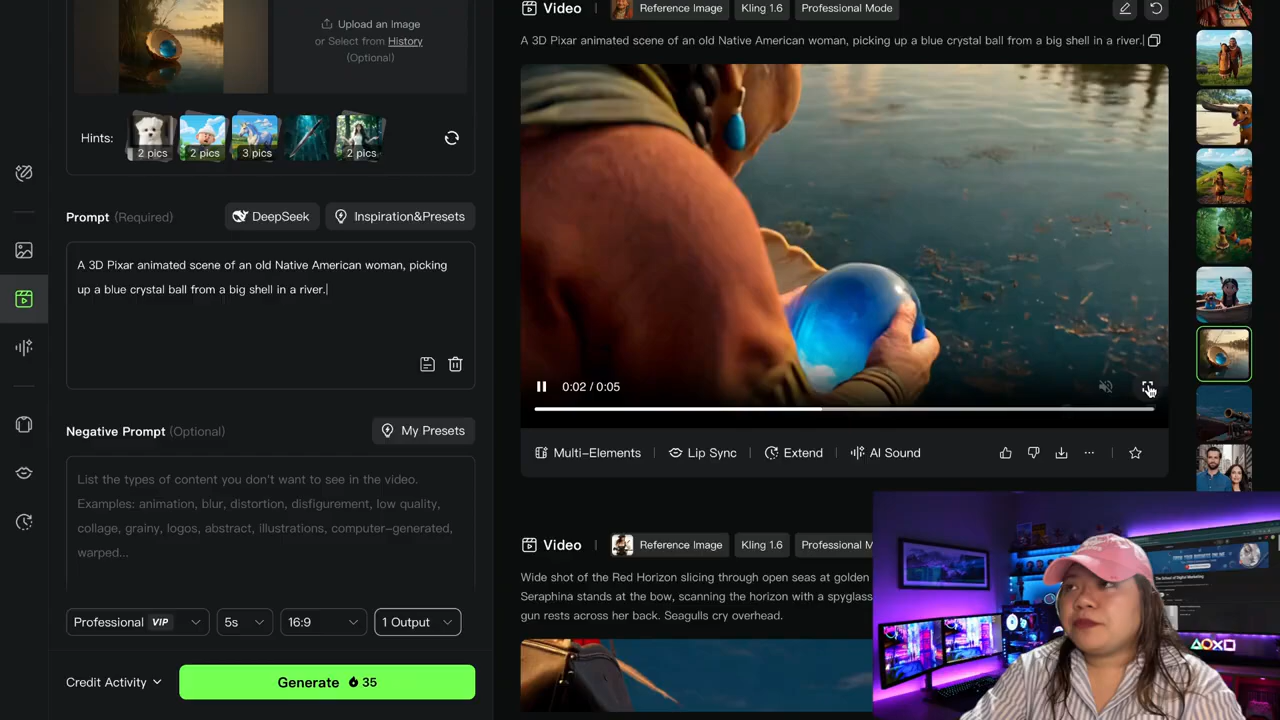 Upload an Image
or Select from History
(Optional)
Hints:
2 pics
2 pics
3 pics
2 pics
Prompt (Required)
DeepSeek
Inspiration&Presets
A 3D Pixar animated scene of an old Native American woman, picking
up a blue crystal ball from a big shell in a river.
Negative Prompt (Optional)
My Presets
List the types of content you don't want to see in the video.
Examples: animation, blur, distortion, disfigurement, low quality,
collage, grainy, logos, abstract, illustrations, computer-generated,
warped...
Professional VIP
5s
16:9
1 Output
Credit Activity
Generate 35
Video
Reference Image
Kling 1.6
Professional Mode
A 3D Pixar animated scene of an old Native American woman, picking up a blue crystal ball from a big shell in a river.
0:02 / 0:05
Multi-Elements
Lip Sync
Extend
AI Sound
Video
Reference Image
Kling 1.6
Professional M
Wide shot of the Red Horizon slicing through open seas at golden
Seraphina stands at the bow, scanning the horizon with a spyglass
gun rests across her back. Seagulls cry overhead.
The School of Digital Marketing